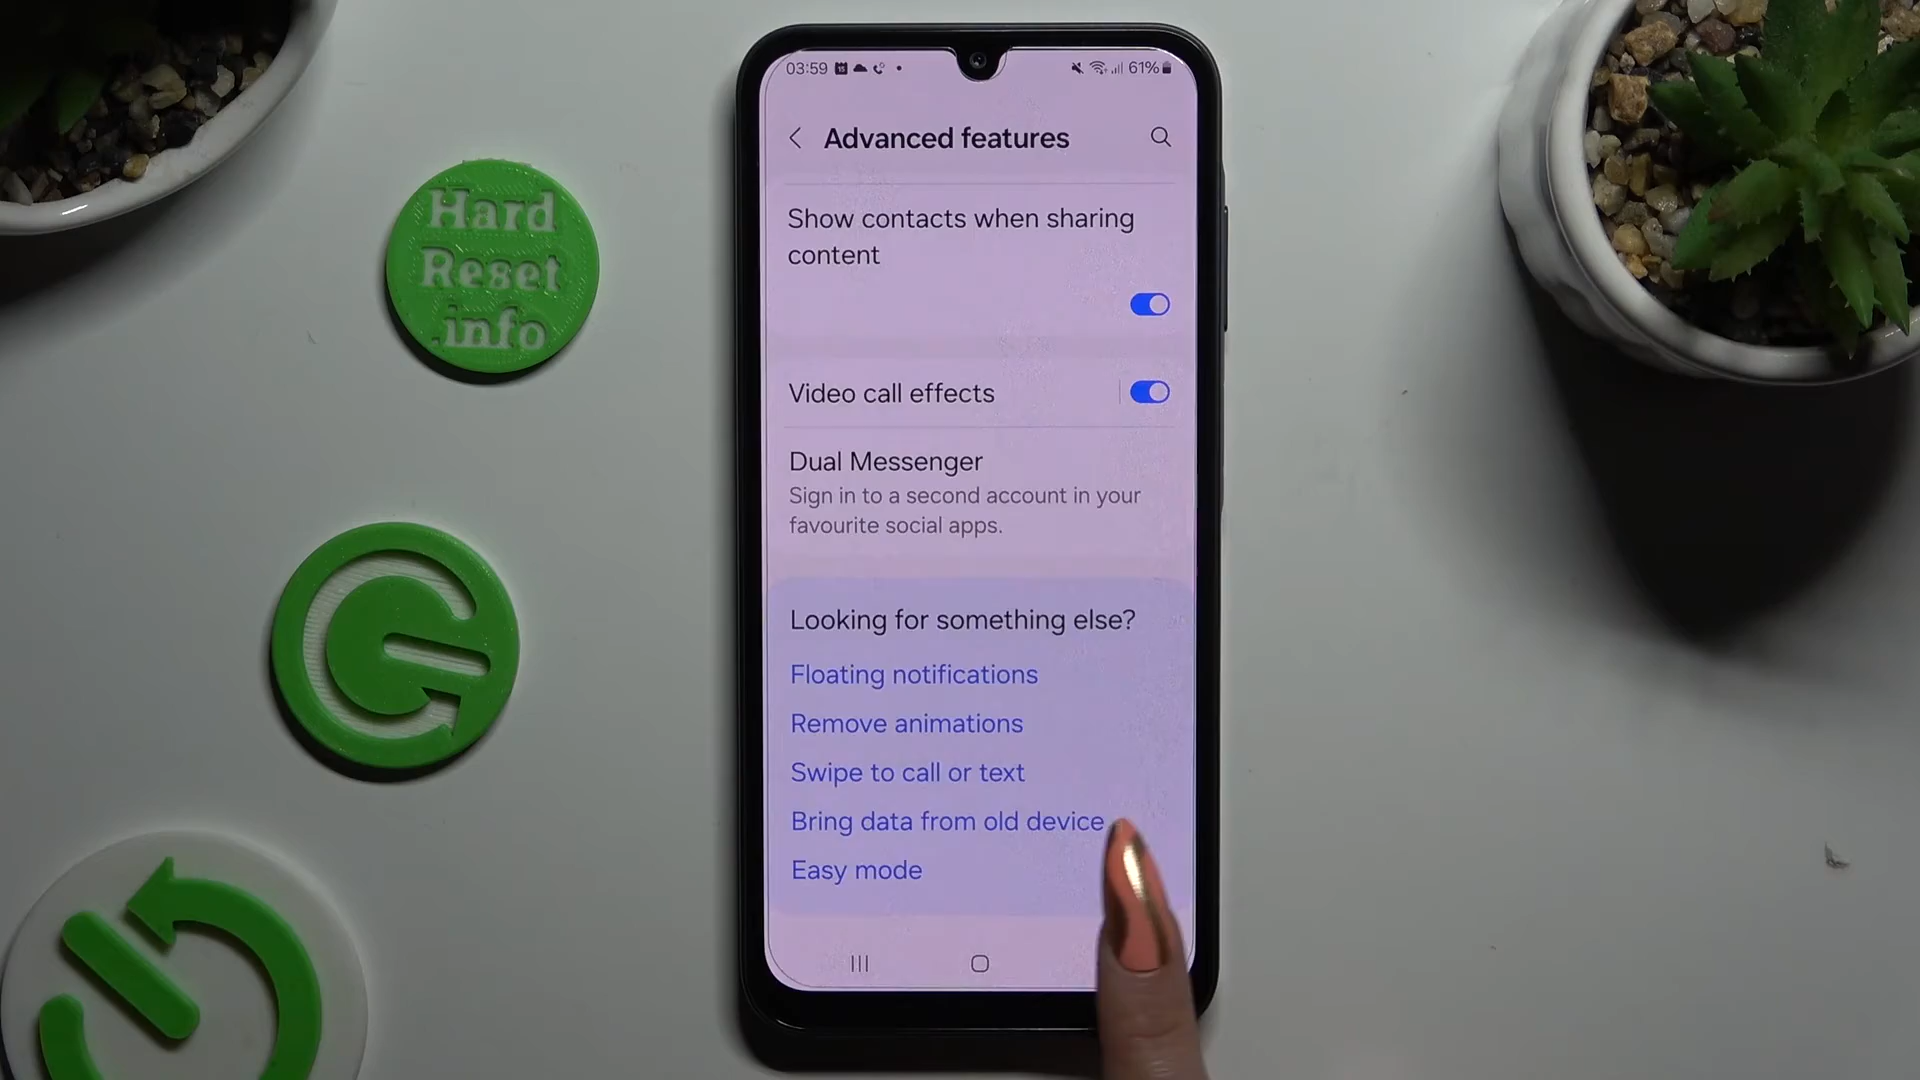 Hard
Reset
.info
03:59
61%
Advanced features
Show contacts when sharing
content
Video call effects
Dual Messenger
Sign in to a second account in your
favourite social apps.
Looking for something else?
Floating notifications
Remove animations
Swipe to call or text
Bring data from old device
Easy mode